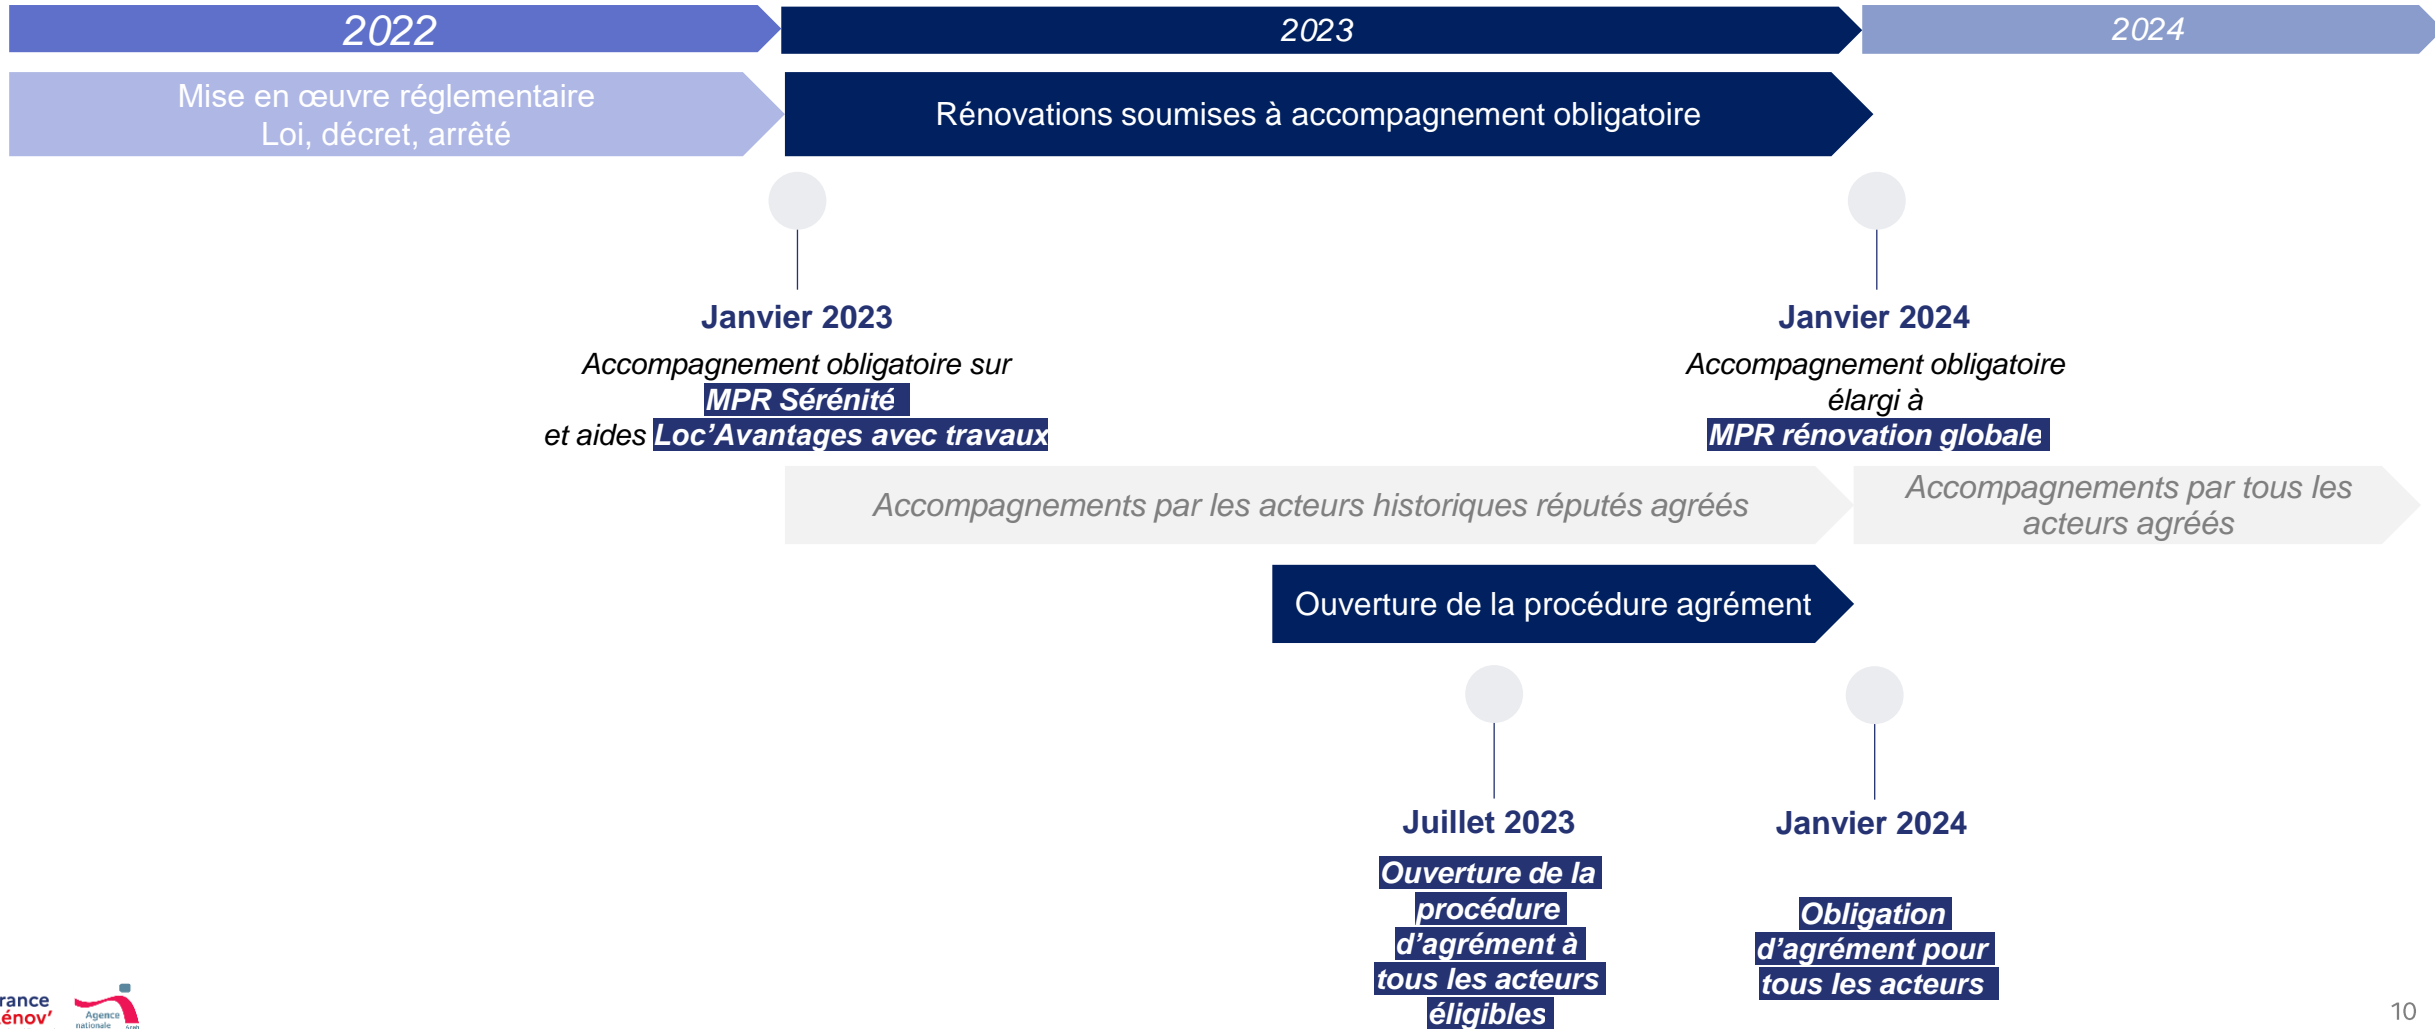 2022
2023
2024
Mise en œuvre réglementaire
Loi, décret, arrêté
Rénovations soumises à accompagnement obligatoire
Janvier 2023
Accompagnement obligatoire sur
MPR Sérénité
et aides Loc’Avantages avec travaux
Janvier 2024
Accompagnement obligatoire
élargi à
MPR rénovation globale
Accompagnements par les acteurs historiques réputés agréés
Accompagnements par tous les
acteurs agréés
Ouverture de la procédure agrément
Juillet 2023
Ouverture de la
procédure
d’agrément à
tous les acteurs
éligibles
Janvier 2024
Obligation
d’agrément pour
tous les acteurs
rance
énov'
Agence
nationale
10